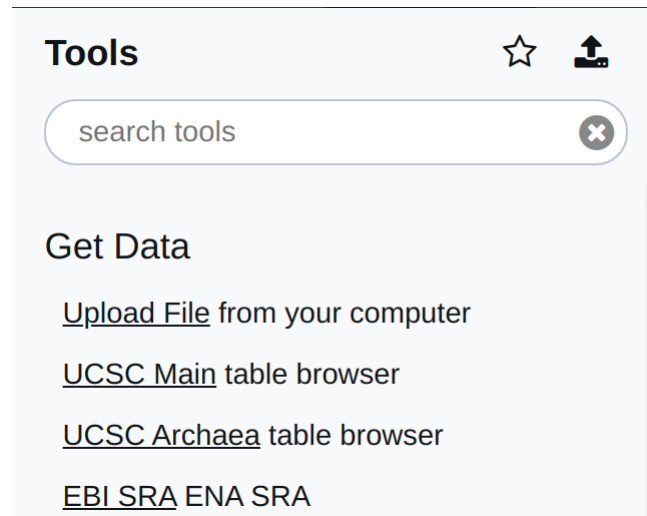 Tools
search tools
Get Data
Upload File from your computer
UCSC Main table browser
UCSC Archaea table browser
EBI SRA ENA SRA